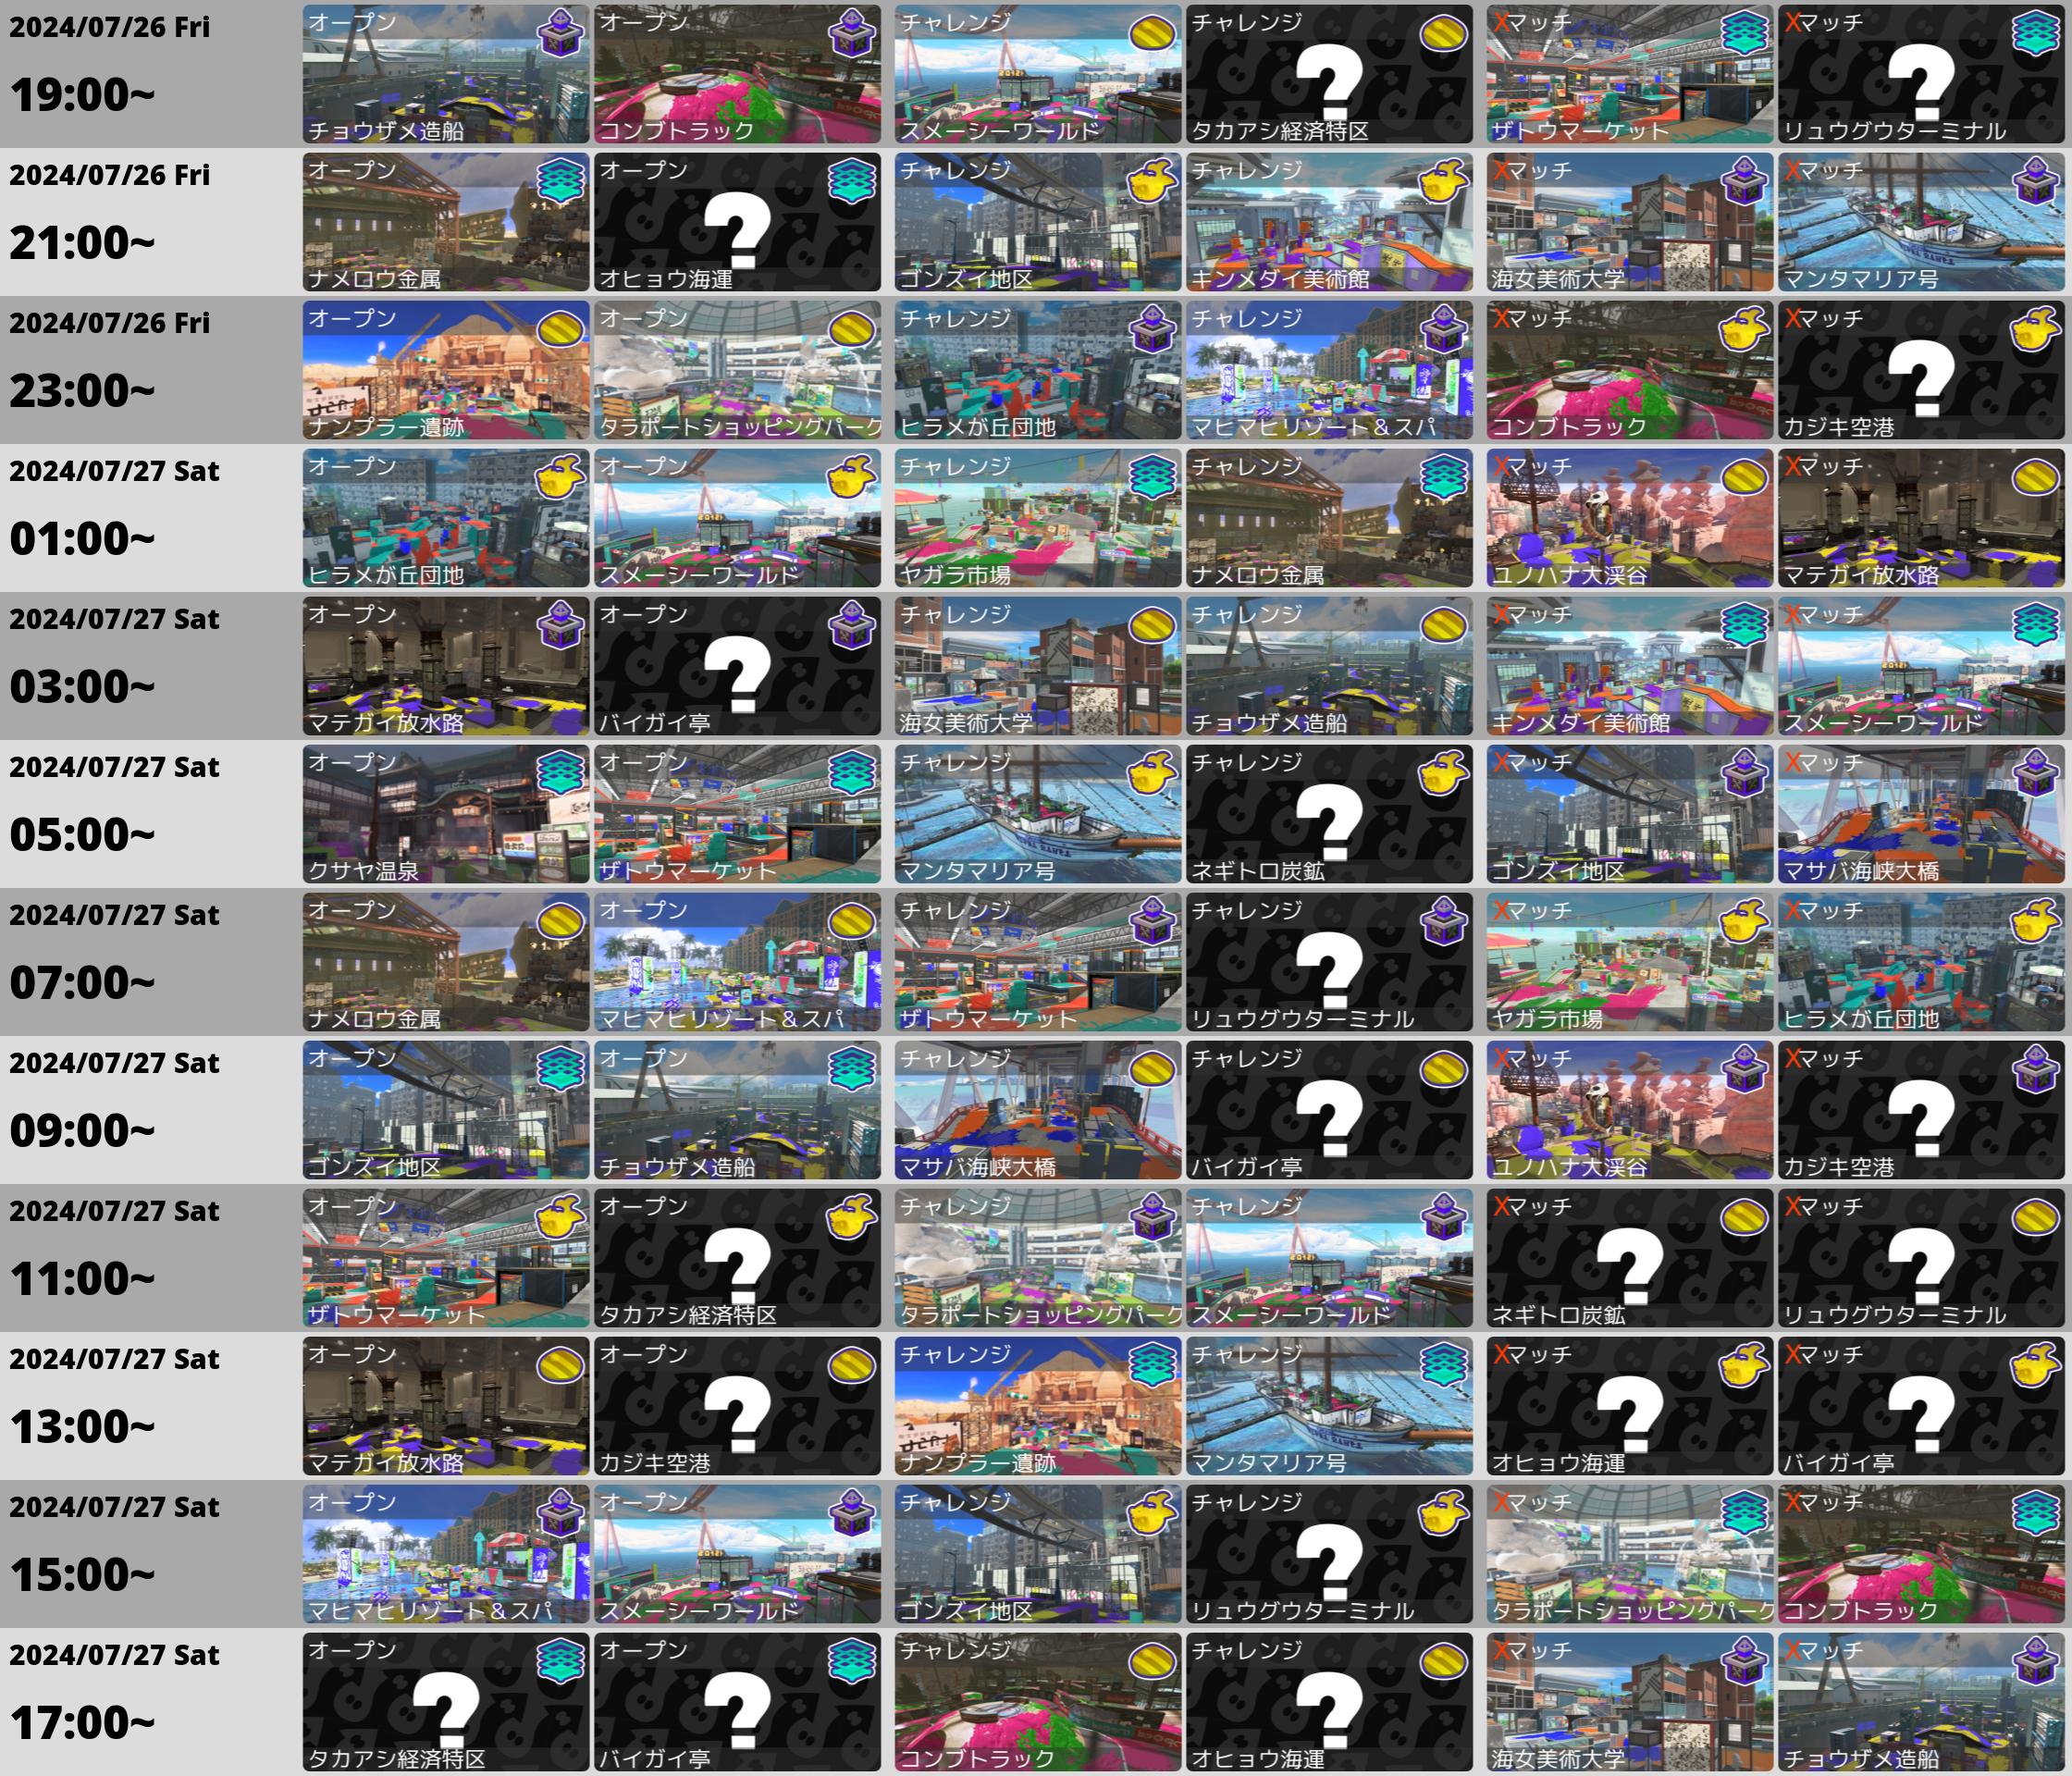 2024/07/26 Fri
19:00~
オープン オープン チャレンジ チャレンジ Xマッチ Xマッチ
チョウザメ造船 コンブトラック スメーシーワールド タカアシ経済特区 ザトウマーケット リュウグウターミナル
2024/07/26 Fri
21:00~
オープン オープン チャレンジ チャレンジ Xマッチ Xマッチ
ナメロウ金属 オヒョウ海運 ゴンズイ地区 キンメダイ美術館 海女美術大学 マンタマリア号
2024/07/26 Fri
23:00~
オープン オープン チャレンジ チャレンジ Xマッチ Xマッチ
ナンプラー遺跡 タラポートショッピングパーク ヒラメが丘団地 マヒマヒリゾート＆スパ コンブトラック カジキ空港
2024/07/27 Sat
01:00~
オープン オープン チャレンジ チャレンジ Xマッチ Xマッチ
ヒラメが丘団地 スメーシーワールド ヤガラ市場 ナメロウ金属 ユノハナ大渓谷 マテガイ放水路
2024/07/27 Sat
03:00~
オープン オープン チャレンジ チャレンジ Xマッチ Xマッチ
マテガイ放水路 バイガイ亭 海女美術大学 チョウザメ造船 キンメダイ美術館 スメーシーワールド
2024/07/27 Sat
05:00~
オープン オープン チャレンジ チャレンジ Xマッチ Xマッチ
クサヤ温泉 ザトウマーケット マンタマリア号 ネギトロ炭鉱 ゴンズイ地区 マサバ海峡大橋
2024/07/27 Sat
07:00~
オープン オープン チャレンジ チャレンジ Xマッチ Xマッチ
ナメロウ金属 マヒマヒリゾート＆スパ ザトウマーケット リュウグウターミナル ヤガラ市場 ヒラメが丘団地
2024/07/27 Sat
09:00~
オープン オープン チャレンジ チャレンジ Xマッチ Xマッチ
ゴンズイ地区 チョウザメ造船 マサバ海峡大橋 バイガイ亭 ユノハナ大渓谷 カジキ空港
2024/07/27 Sat
11:00~
オープン オープン チャレンジ チャレンジ Xマッチ Xマッチ
ザトウマーケット タカアシ経済特区 タラポートショッピングパーク スメーシーワールド ネギトロ炭鉱 リュウグウターミナル
2024/07/27 Sat
13:00~
オープン オープン チャレンジ チャレンジ Xマッチ Xマッチ
マテガイ放水路 カジキ空港 ナンプラー遺跡 マンタマリア号 オヒョウ海運 バイガイ亭
2024/07/27 Sat
15:00~
オープン オープン チャレンジ チャレンジ Xマッチ Xマッチ
マヒマヒリゾート＆スパ スメーシーワールド ゴンズイ地区 リュウグウターミナル タラポートショッピングパーク コンブトラック
2024/07/27 Sat
17:00~
オープン オープン チャレンジ チャレンジ Xマッチ Xマッチ
タカアシ経済特区 バイガイ亭 コンブトラック オヒョウ海運 海女美術大学 チョウザメ造船